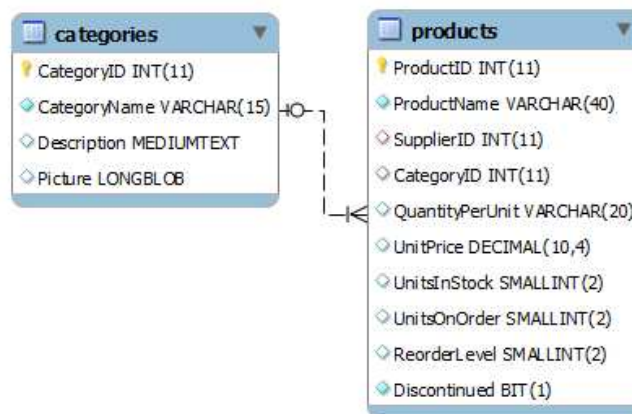 categories
CategoryID INT(11)
CategoryName VARCHAR(15)
Description MEDIUMTEXT
Picture LONGBLOB
products
ProductID INT(11)
ProductName VARCHAR(40)
SupplierID INT(11)
CategoryID INT(11)
QuantityPerUnit VARCHAR(20)
UnitPrice DECIMAL(10,4)
UnitsInStock SMALLINT(2)
UnitsOnOrder SMALLINT(2)
ReorderLevel SMALLINT(2)
Discontinued BIT(1)